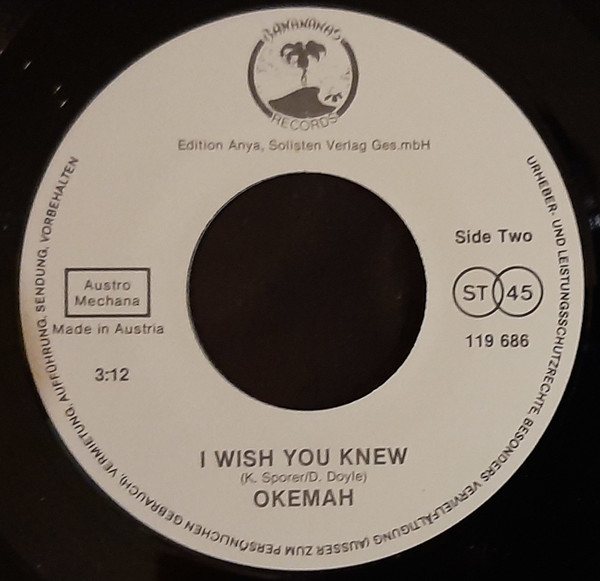 BANANANAS
RECORDS
Edition Anya, Solisten Verlag Ges.mbH
Side Two
ST 45
119 686
Austro
Mechana
Made in Austria
3:12
I WISH YOU KNEW
(K. Sporer/D. Doyle)
OKEMAH
URHEBER- UND LEISTUNGSSCHUTZRECHTE, BESONDERS VERVIELFÄLTIGUNG (AUSSER ZUM PERSÖNLICHEN GEBRAUCH), VERMIETUNG, AUFFÜHRUNG, SENDUNG, VORBEHALTEN